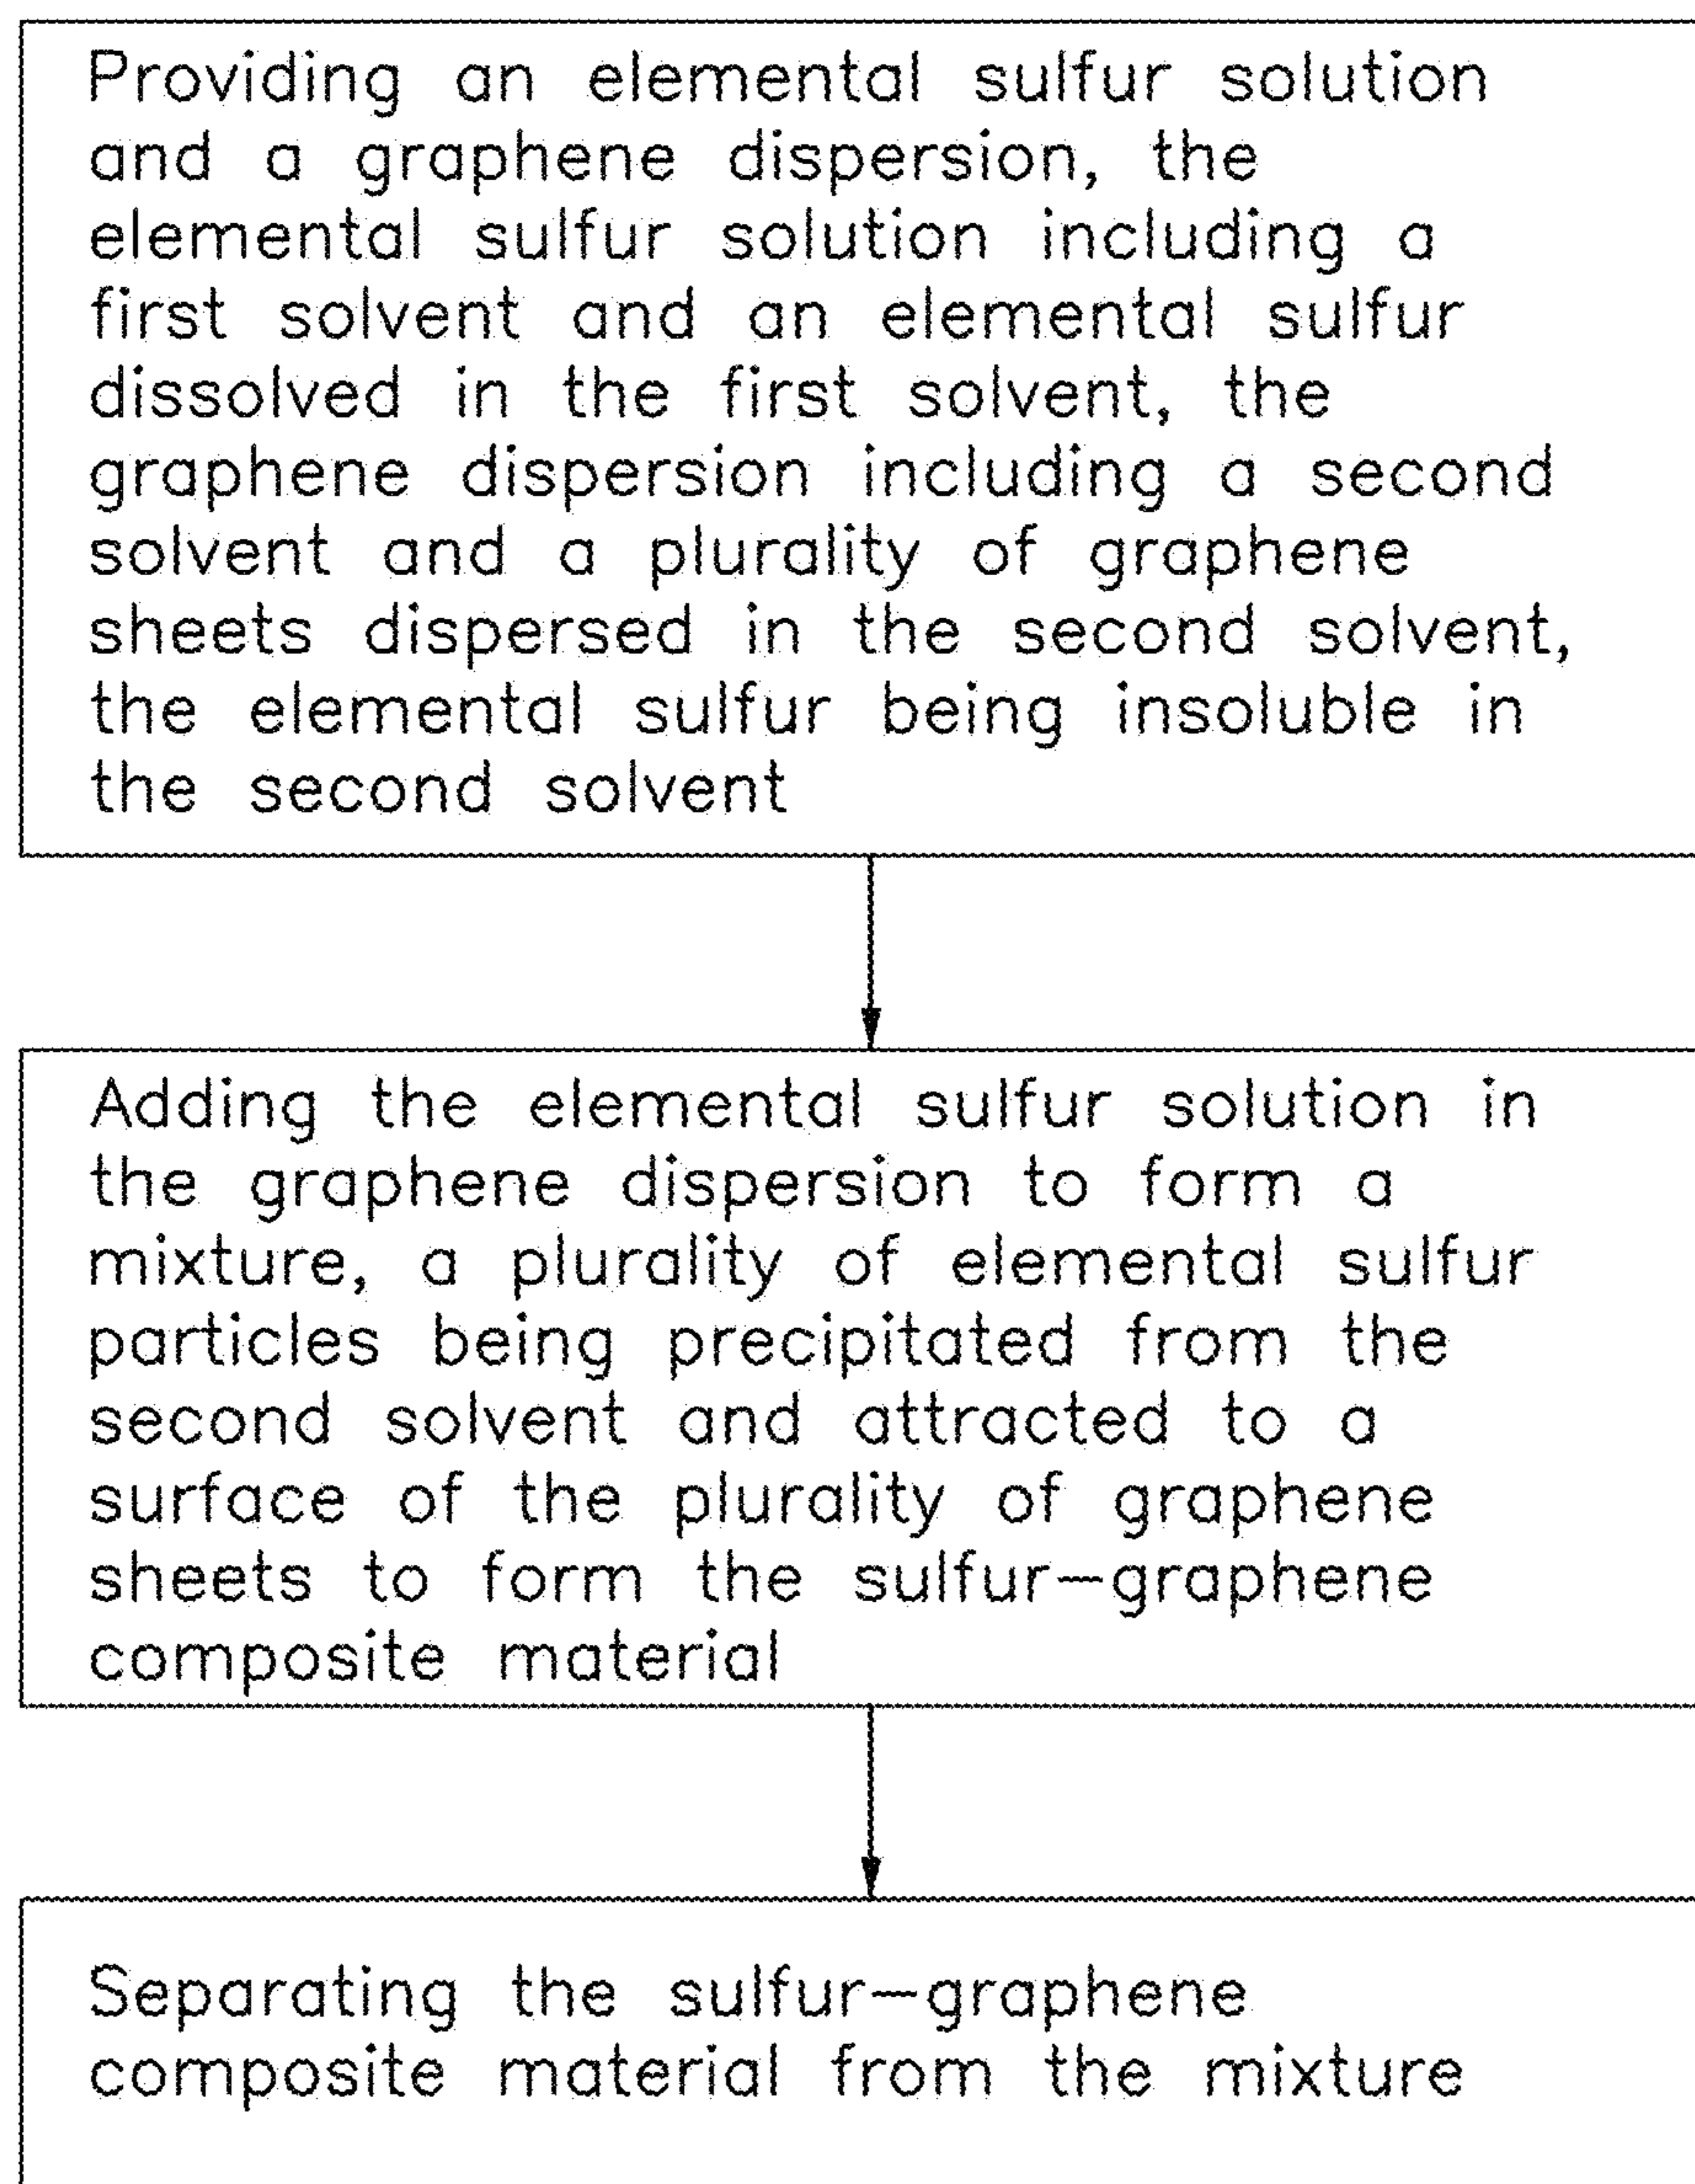 Providing an elemental sulfur solution
and a graphene dispersion, the
elemental sulfur solution including a
first solvent and an elemental sulfur
dissolved in the first solvent, the
graphene dispersion including a second
solvent and a plurality of graphene
sheets dispersed in the second solvent,
the elemental sulfur being insoluble in
the second solvent
Adding the elemental sulfur solution in
the graphene dispersion to form a
mixture, a plurality of elemental sulfur
particles being precipitated from the
second solvent and attracted to a
surface of the plurality of graphene
sheets to form the sulfur-graphene
composite material
Separating the sulfur-graphene
composite material from the mixture